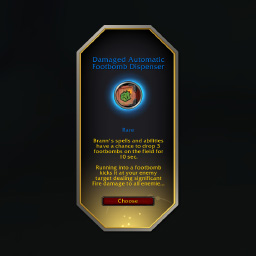 Damaged Automatic
Footbomb Dispenser
Rare
Brann's spells and abilities
have a chance to drop 3
footbombs on the field for
10 sec.
Running into a footbomb
kicks it at your enemy
target dealing significant
Fire damage to all enemie...
Choose